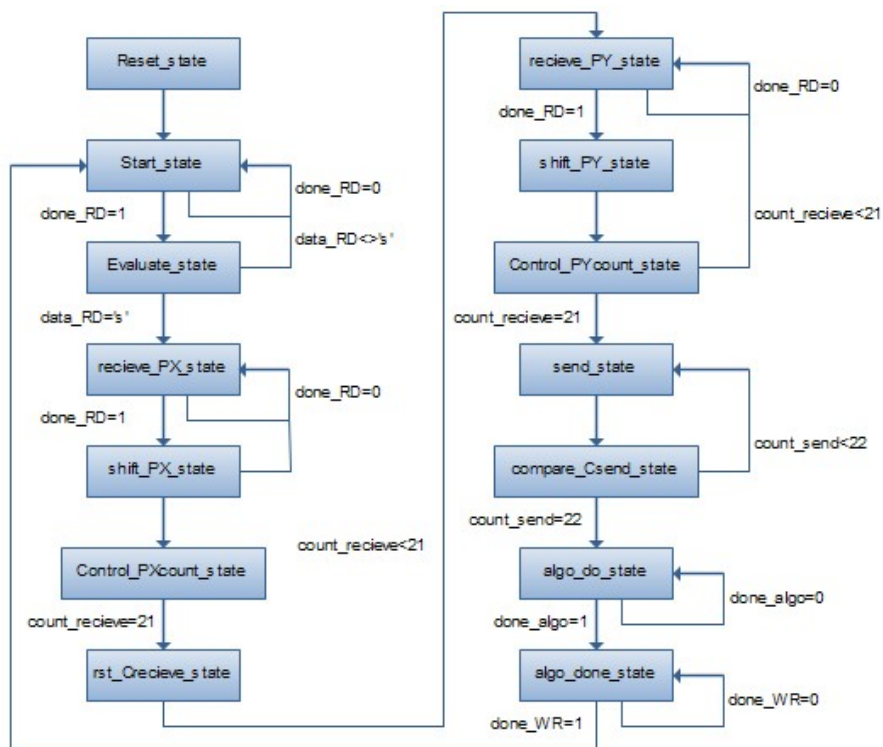 Reset_state
Start_state
done_RD=0
done_RD=1
data_RD<>'s'
Evaluate_state
data_RD='s'
recieve_PX_state
done_RD=0
done_RD=1
shift_PX_state
count_recieve<21
Control_PXcount_state
count_recieve=21
rst_Crecieve_state
recieve_PY_state
done_RD=0
done_RD=1
shift_PY_state
count_recieve<21
Control_PYcount_state
count_recieve=21
send_state
count_send<22
compare_Csend_state
count_send=22
algo_do_state
done_algo=0
done_algo=1
algo_done_state
done_WR=0
done_WR=1